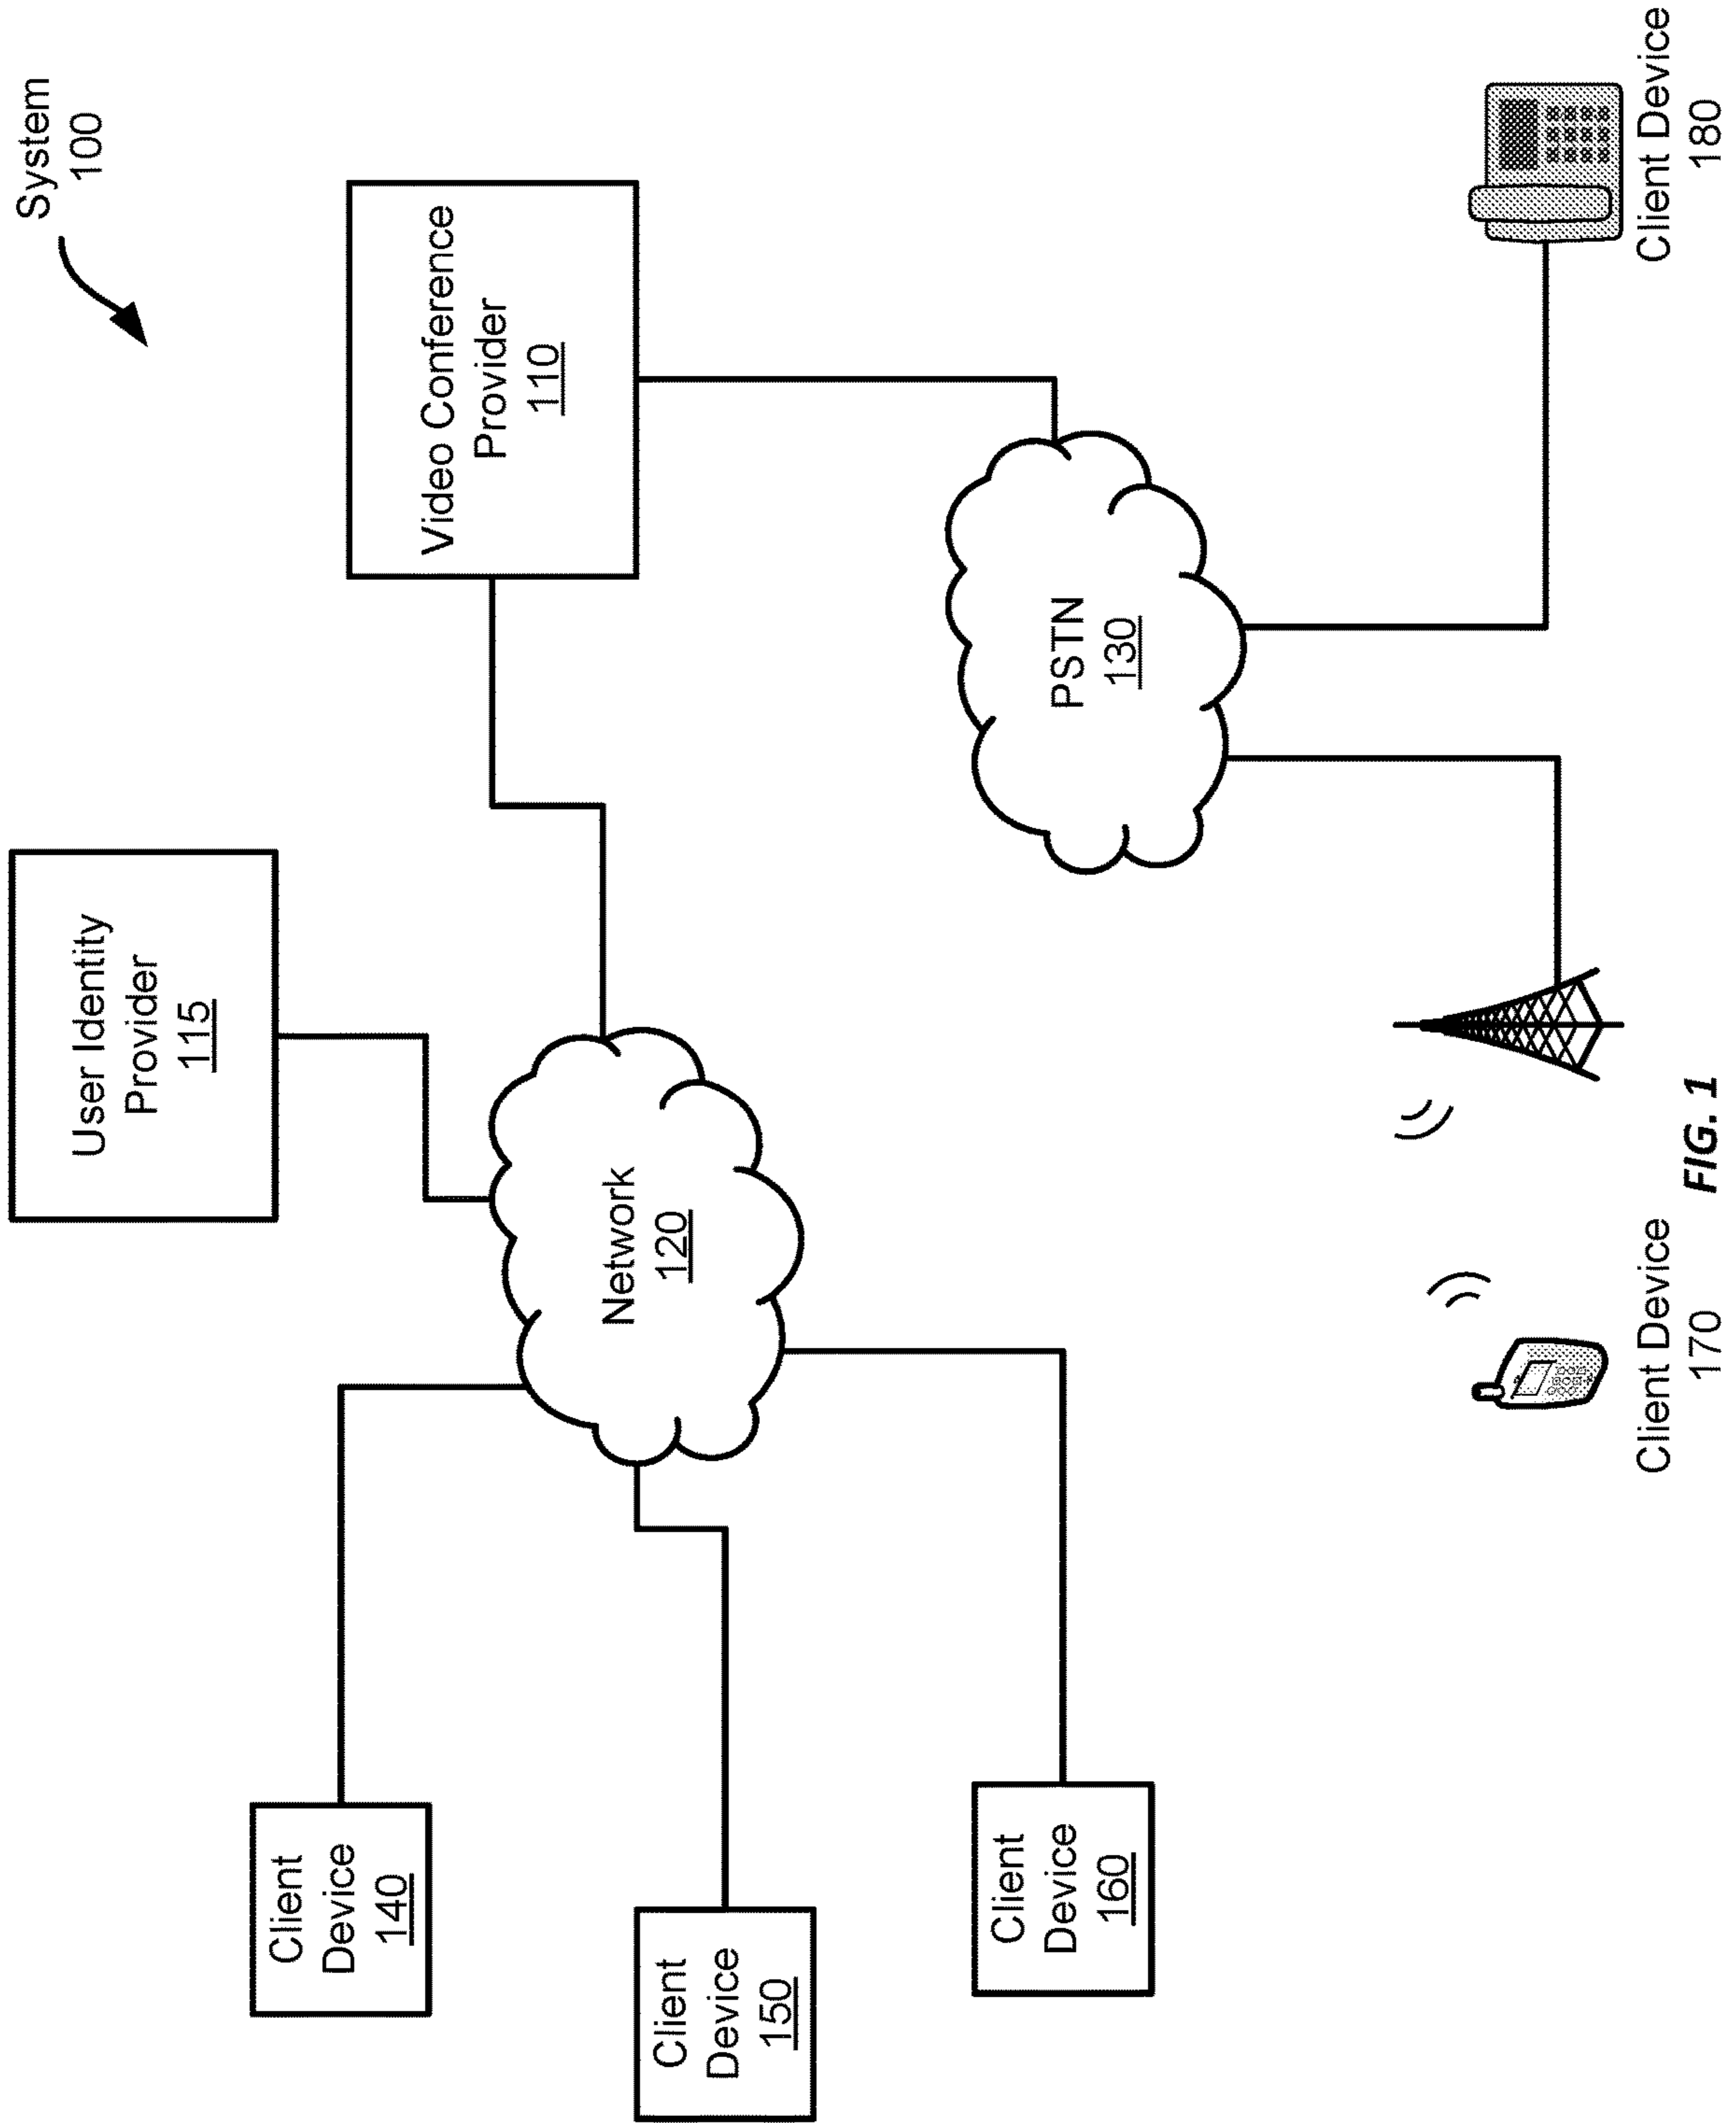 System
100
User Identity
Provider
115
Video Conference
Provider
110
Client
Device
140
Network
120
Client
Device
150
PSTN
130
Client
Device
160
Client Device
170
Client Device
180
FIG. 1